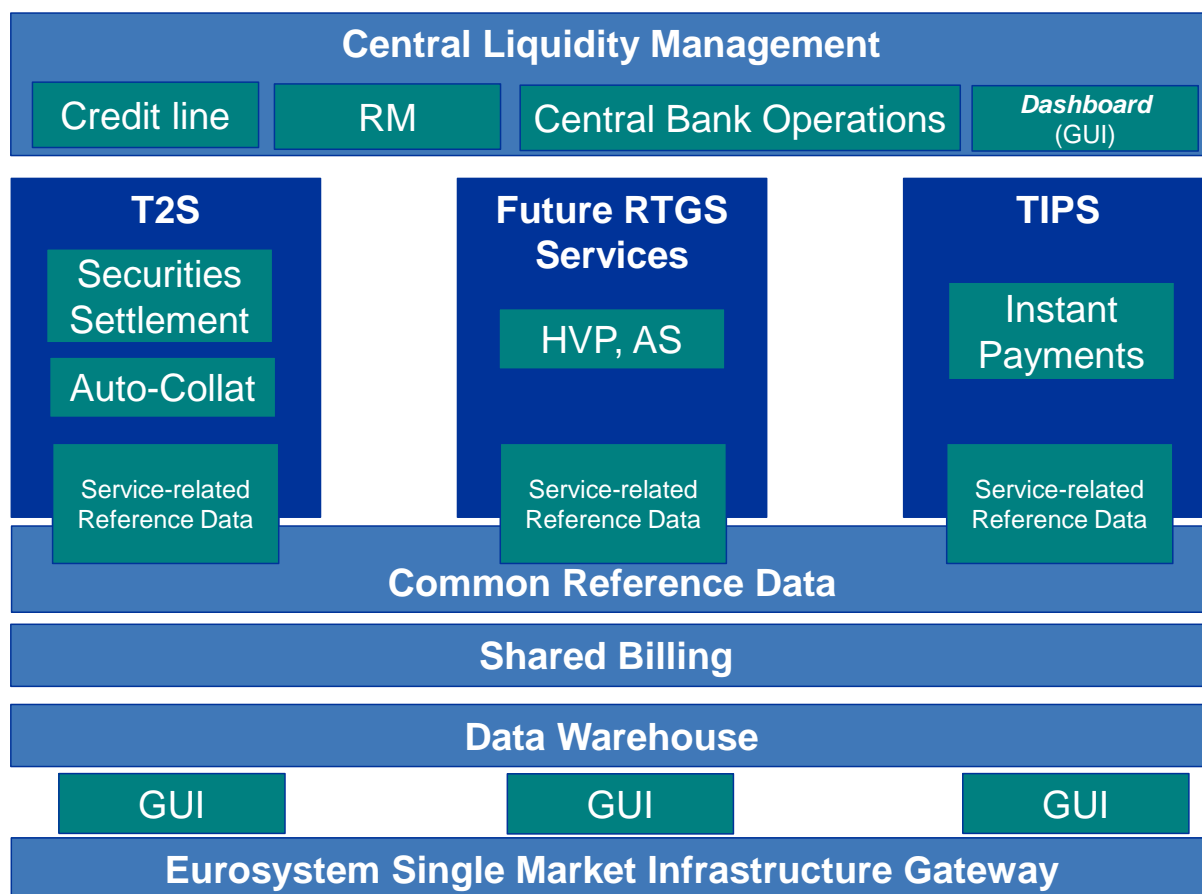 Central Liquidity Management
Credit line
RM
Central Bank Operations
Dashboard
(GUI)
T2S
Securities
Settlement
Auto-Collat
Service-related
Reference Data
Future RTGS
Services
HVP, AS
Service-related
Reference Data
TIPS
Instant
Payments
Service-related
Reference Data
Common Reference Data
Shared Billing
Data Warehouse
GUI
GUI
GUI
Eurosystem Single Market Infrastructure Gateway